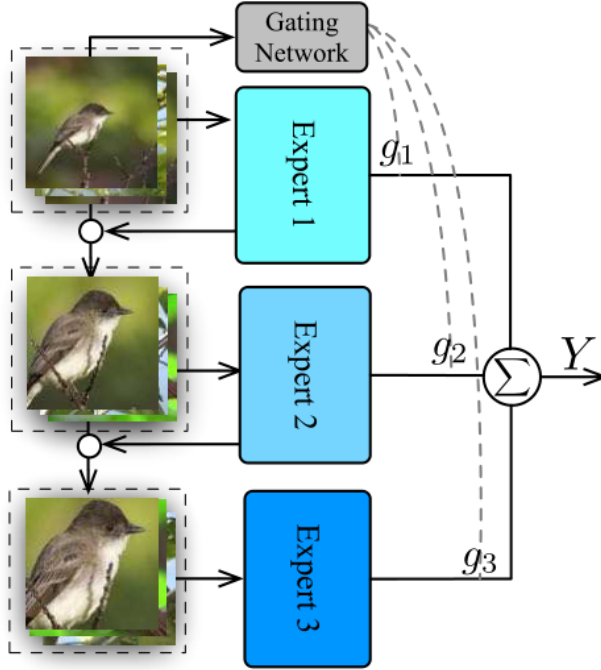 Gating
Network
Expert 1
g1
Expert 2
g2
Σ
Y
Expert 3
g3